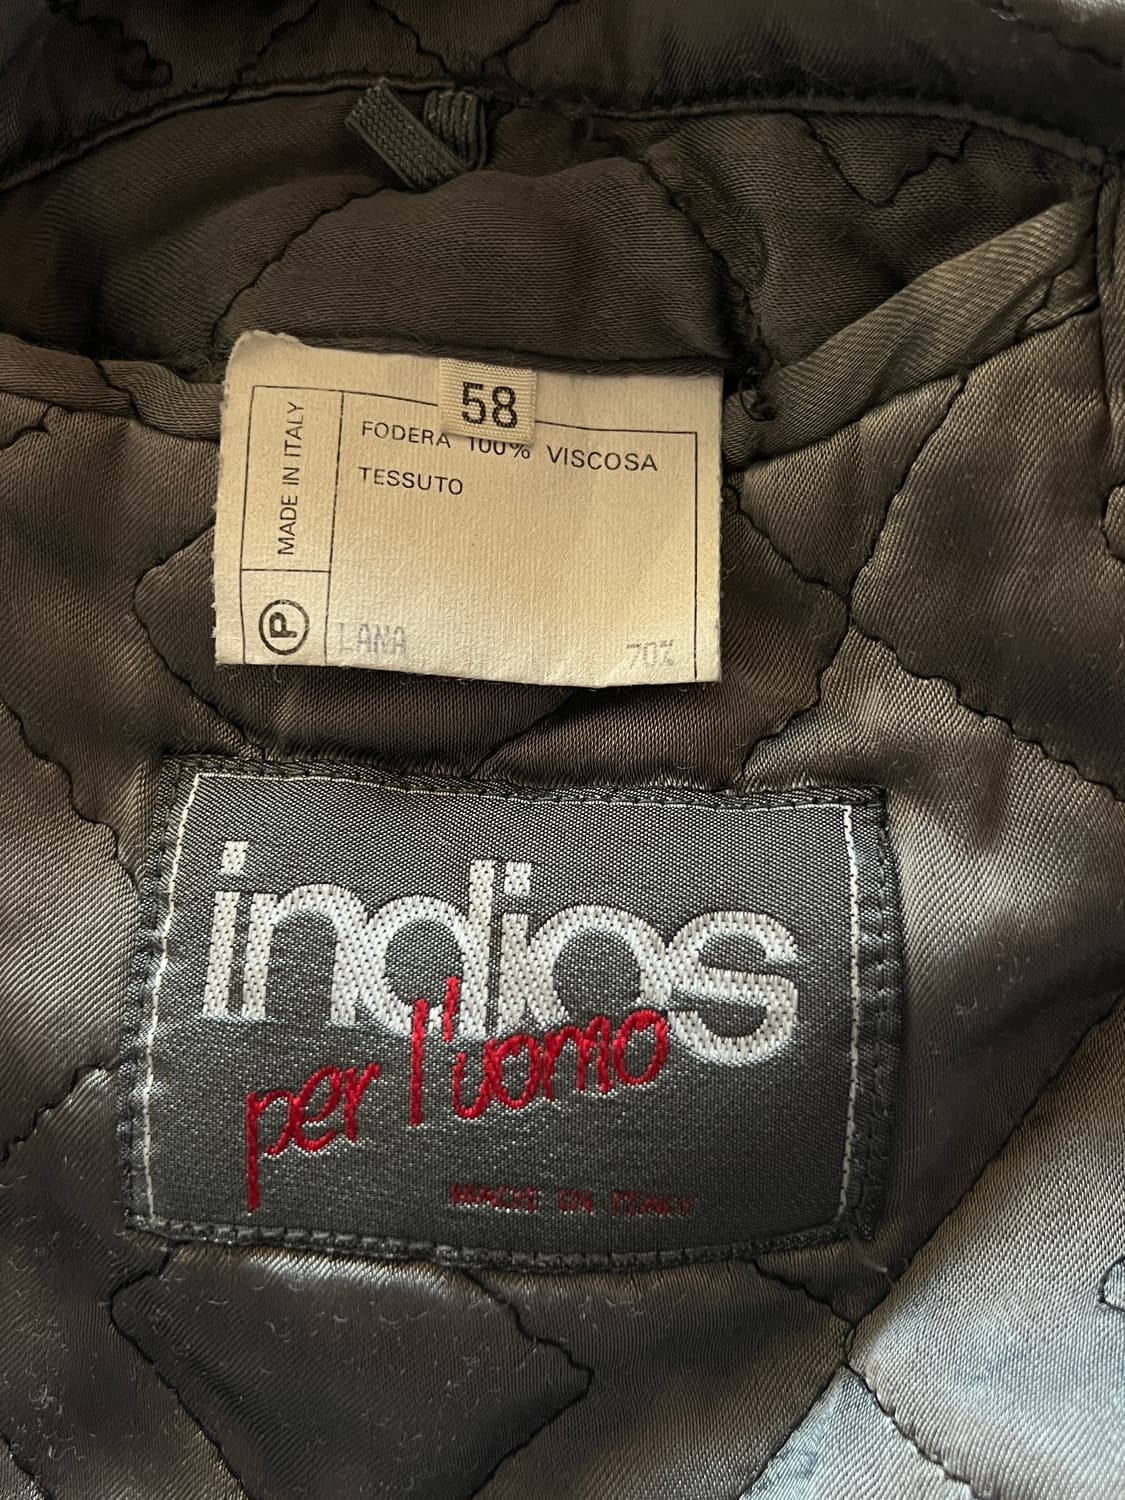 58
MADE IN ITALY
FODERA 100% VISCOSA
TESSUTO
P
LANA 70%
indios
per l'uomo
MADE IN ITALY